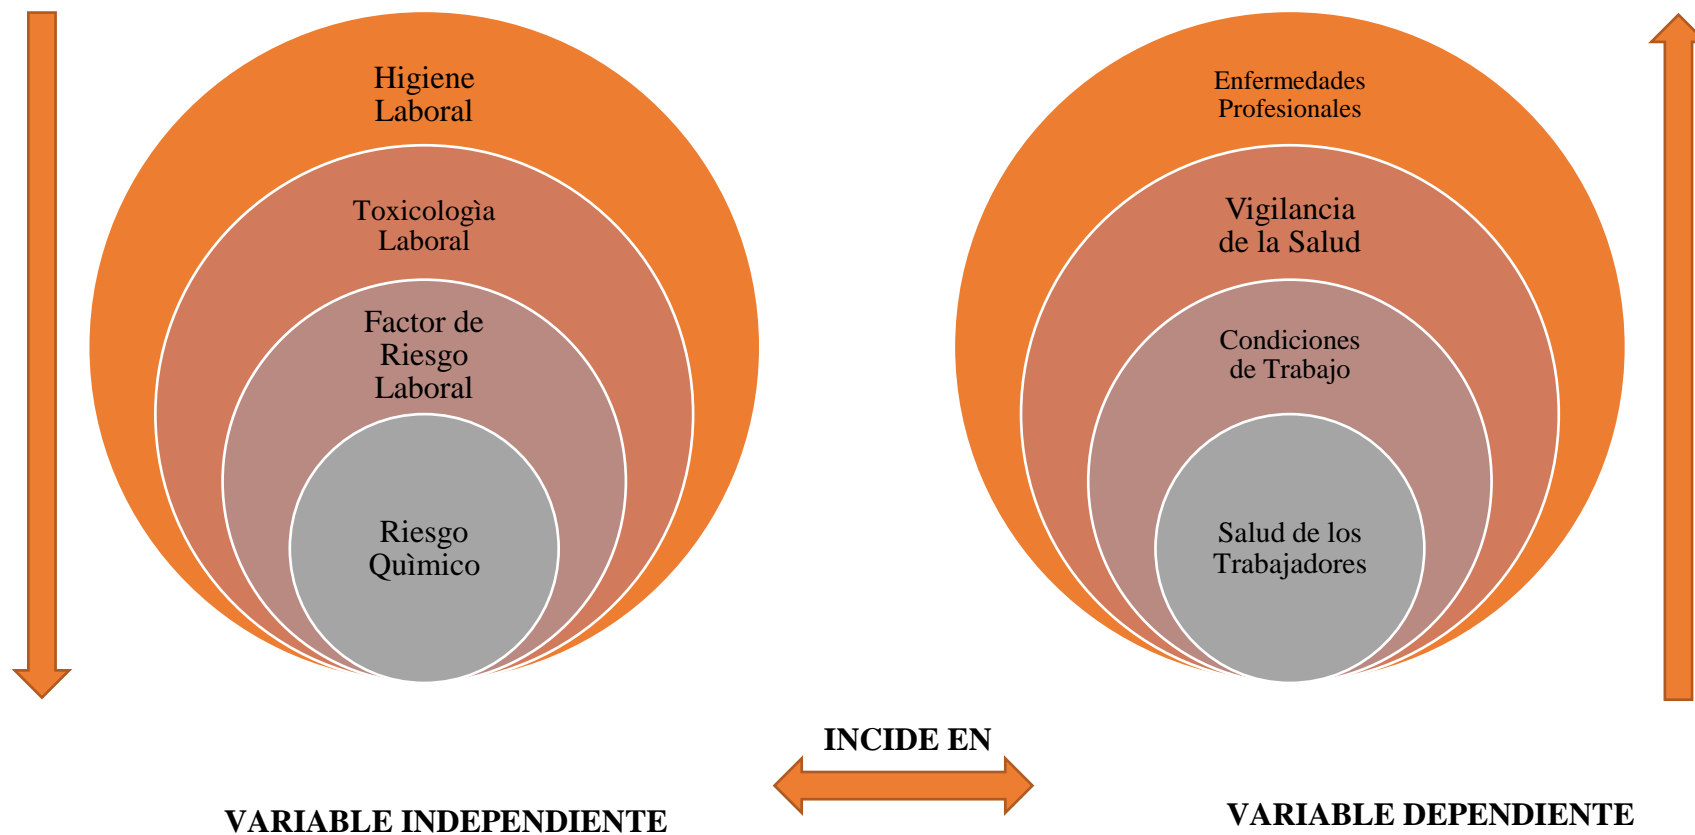 Higiene
Laboral
Toxicologìa
Laboral
Factor de
Riesgo
Laboral
Riesgo
Quìmico
Enfermedades
Profesionales
Vigilancia
de la Salud
Condiciones
de Trabajo
Salud de los
Trabajadores
INCIDE EN
VARIABLE INDEPENDIENTE
VARIABLE DEPENDIENTE